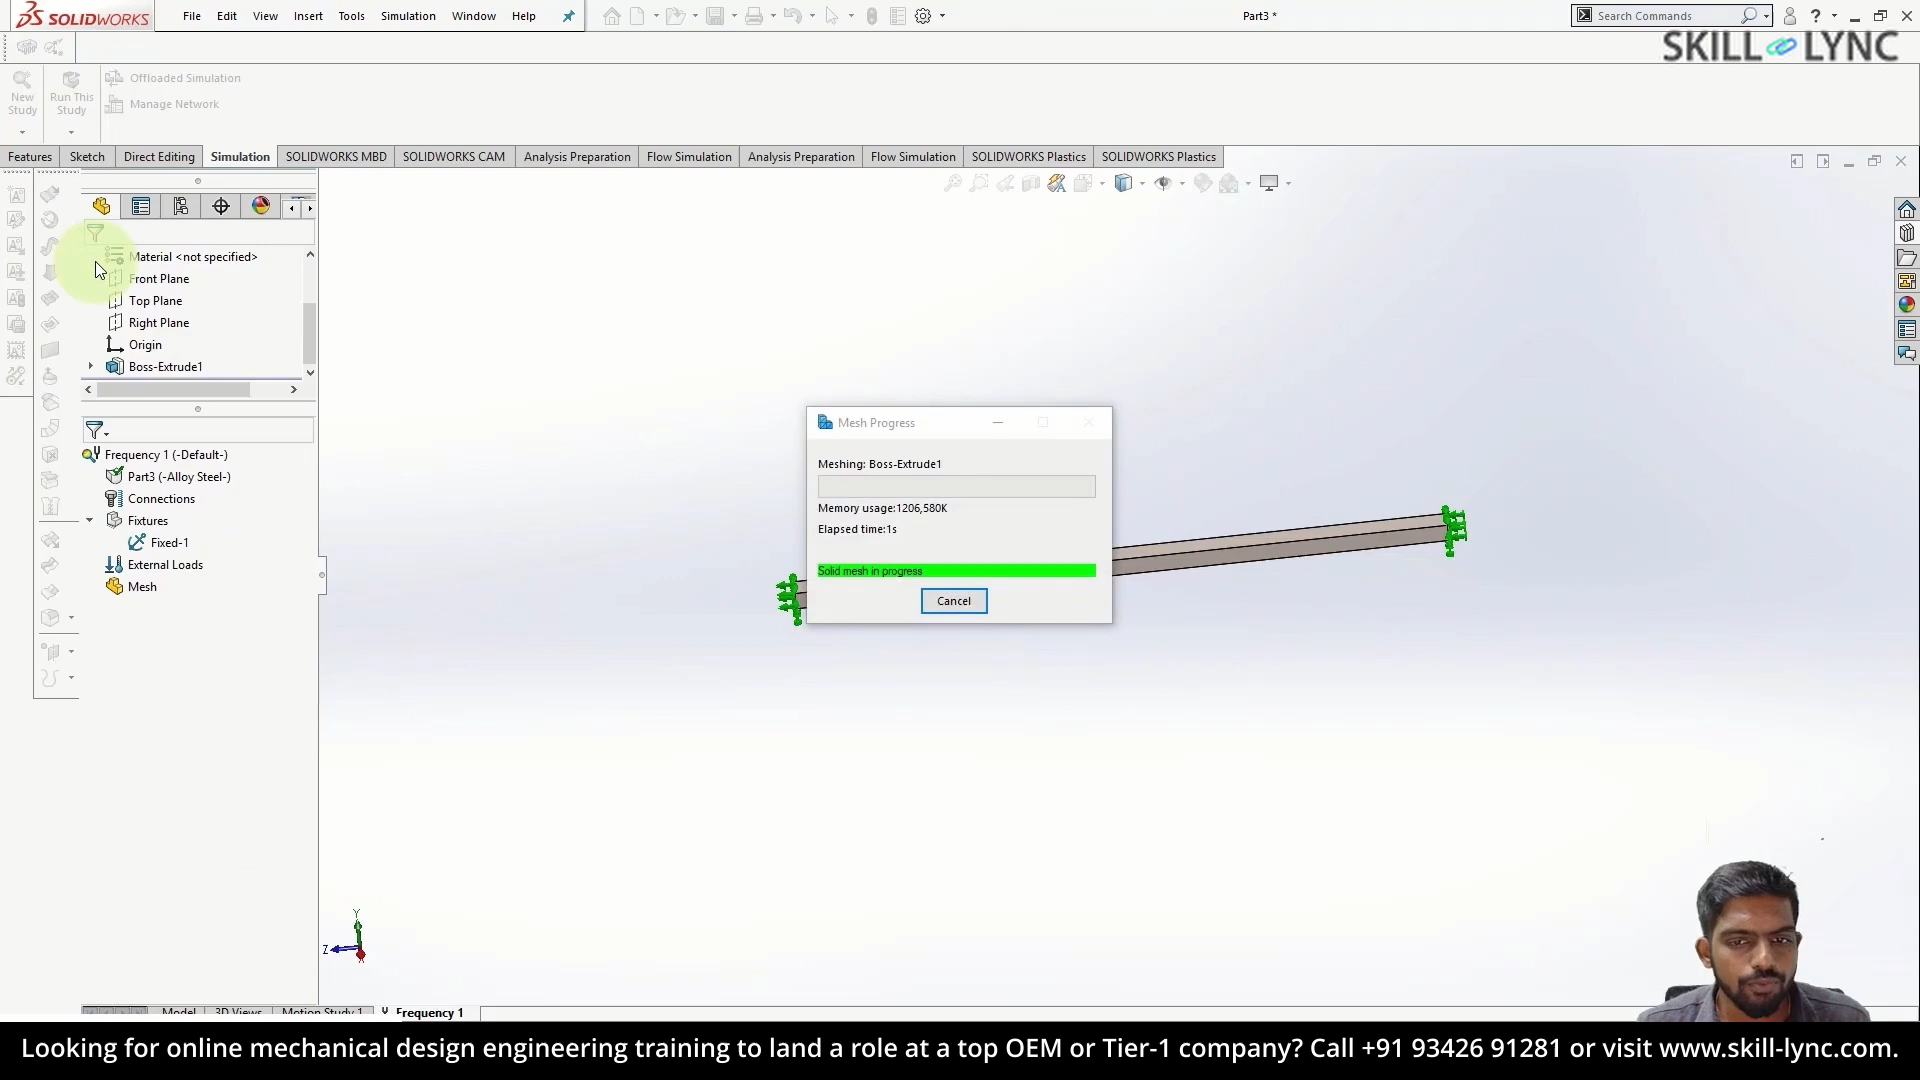 SOLIDWORKS
File Edit View Insert Tools Simulation Window Help
Part3 *
Search Commands
SKILL LYNC
New Study
Run This Study
Offloaded Simulation
Manage Network
Features Sketch Direct Editing Simulation SOLIDWORKS MBD SOLIDWORKS CAM Analysis Preparation Flow Simulation Analysis Preparation Flow Simulation SOLIDWORKS Plastics SOLIDWORKS Plastics
Material <not specified>
Front Plane
Top Plane
Right Plane
Origin
Boss-Extrude1
Frequency 1 (-Default-)
Part3 (-Alloy Steel-)
Connections
Fixtures
Fixed-1
External Loads
Mesh
Mesh Progress
Meshing: Boss-Extrude1
Memory usage:1206,580K
Elapsed time:1s
Solid mesh in progress
Cancel
Y
Z
X
Model 3D Views Motion Study 1 Frequency 1
Looking for online mechanical design engineering training to land a role at a top OEM or Tier-1 company? Call +91 93426 91281 or visit www.skill-lync.com.